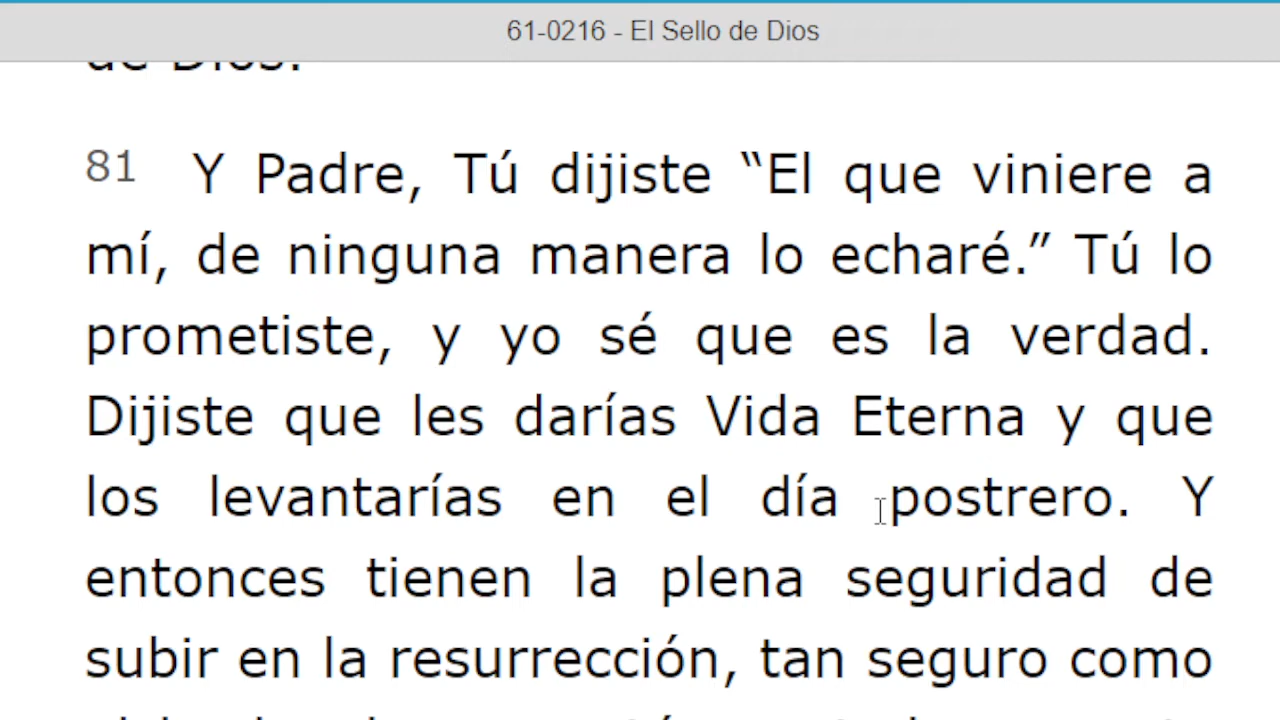 61-0216 - El Sello de Dios
de Dios.
81 Y Padre, Tú dijiste “El que viniere a
mí, de ninguna manera lo echaré.” Tú lo
prometiste, y yo sé que es la verdad.
Dijiste que les darías Vida Eterna y que
los levantarías en el día postrero. Y
entonces tienen la plena seguridad de
subir en la resurrección, tan seguro como